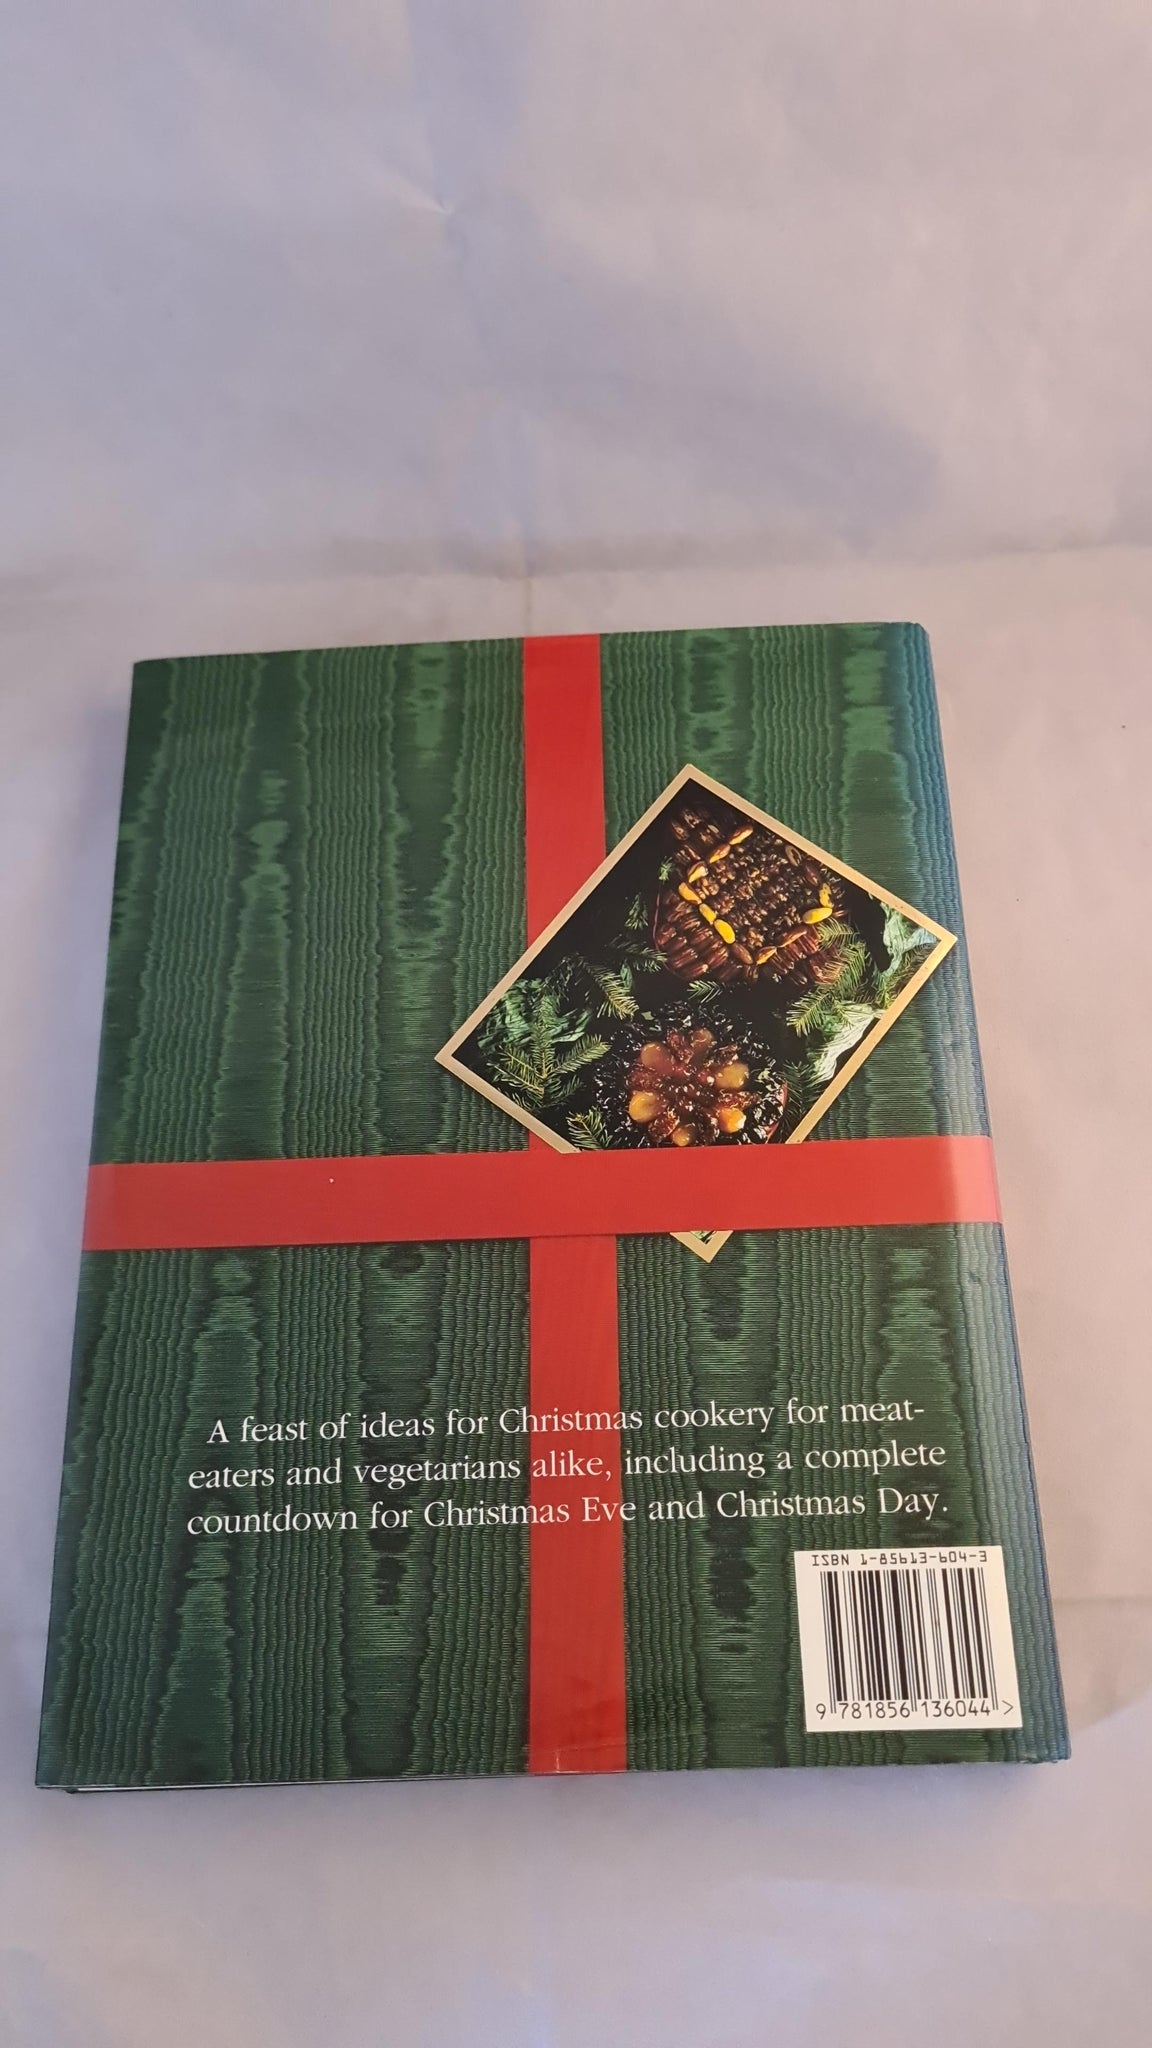 A feast of ideas for Christmas cookery for meat-
eaters and vegetarians alike, including a complete
countdown for Christmas Eve and Christmas Day.
ISBN 1-85613-604-3
9 781856 136044 >